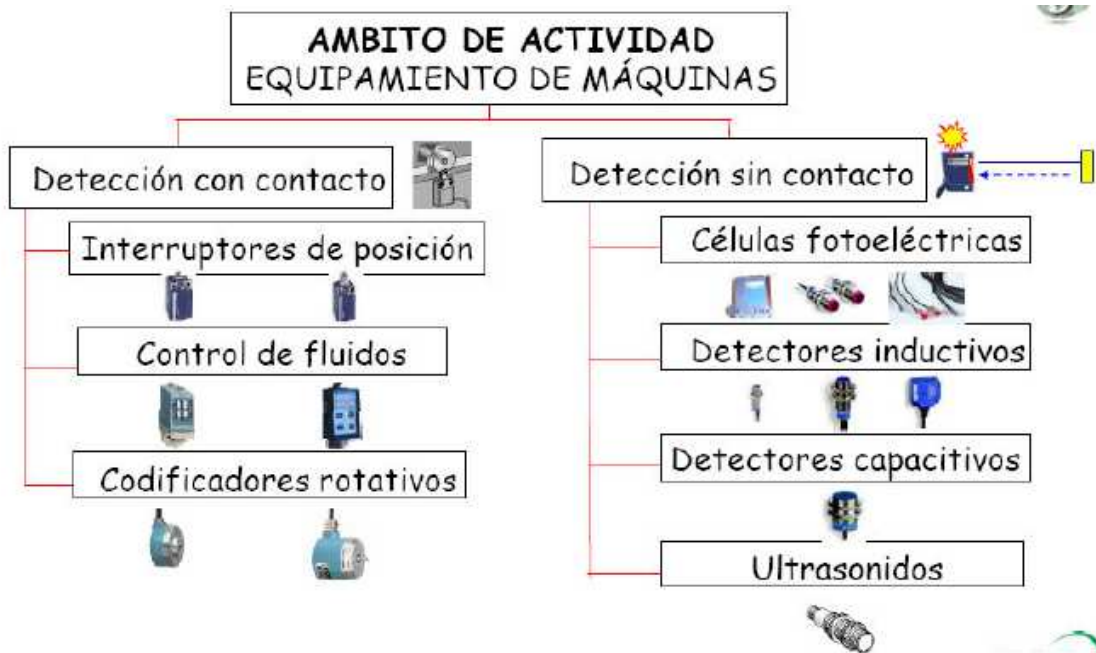 AMBITO DE ACTIVIDAD
EQUIPAMIENTO DE MÁQUINAS
Detección con contacto
Interruptores de posición
Control de fluidos
Codificadores rotativos
Detección sin contacto
Células fotoeléctricas
Detectores inductivos
Detectores capacitivos
Ultrasonidos